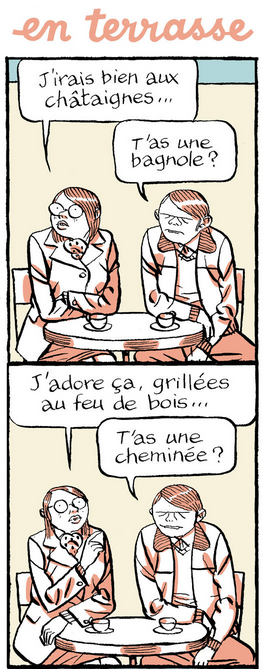 en terrasse
J'irais bien aux
châtaignes...
T'as une
bagnole ?
J'adore ça, grillées
au feu de bois...
T'as une
cheminée ?